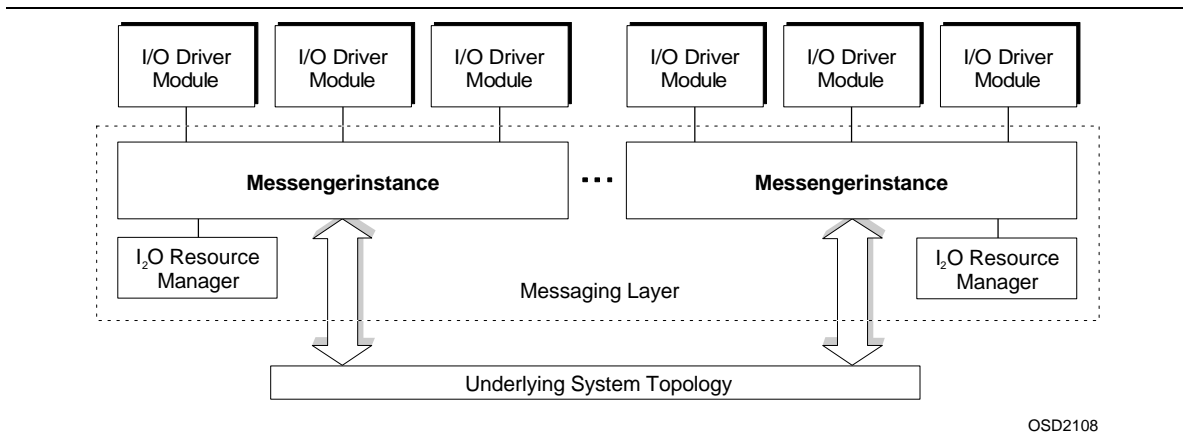 I/O Driver Module I/O Driver Module I/O Driver Module I/O Driver Module I/O Driver Module I/O Driver Module
Messengerinstance ... Messengerinstance
I2O Resource Manager
I2O Resource Manager
Messaging Layer
Underlying System Topology
OSD2108